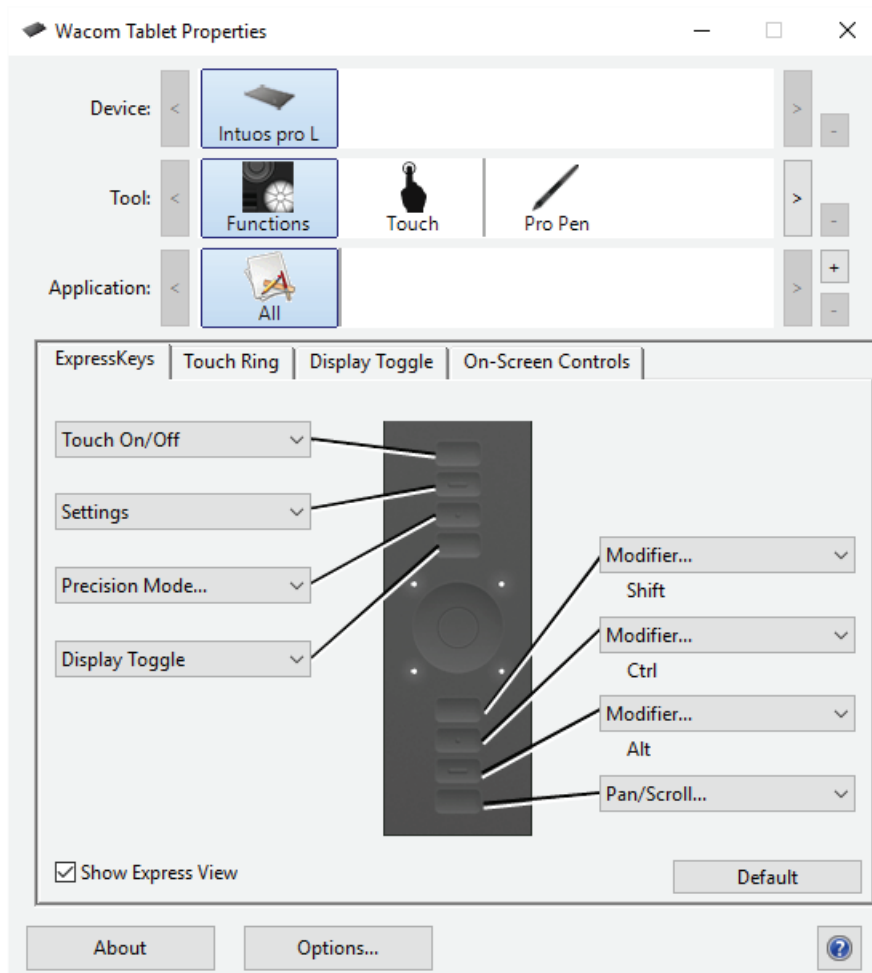 Wacom Tablet Properties
Device:
<
Intuos pro L
>
-
Tool:
<
Functions
Touch
Pro Pen
>
-
Application:
<
All
>
+
-
ExpressKeys
Touch Ring
Display Toggle
On-Screen Controls
Touch On/Off
Settings
Precision Mode...
Display Toggle
Modifier...
Shift
Modifier...
Ctrl
Modifier...
Alt
Pan/Scroll...
Show Express View
Default
About
Options...
?